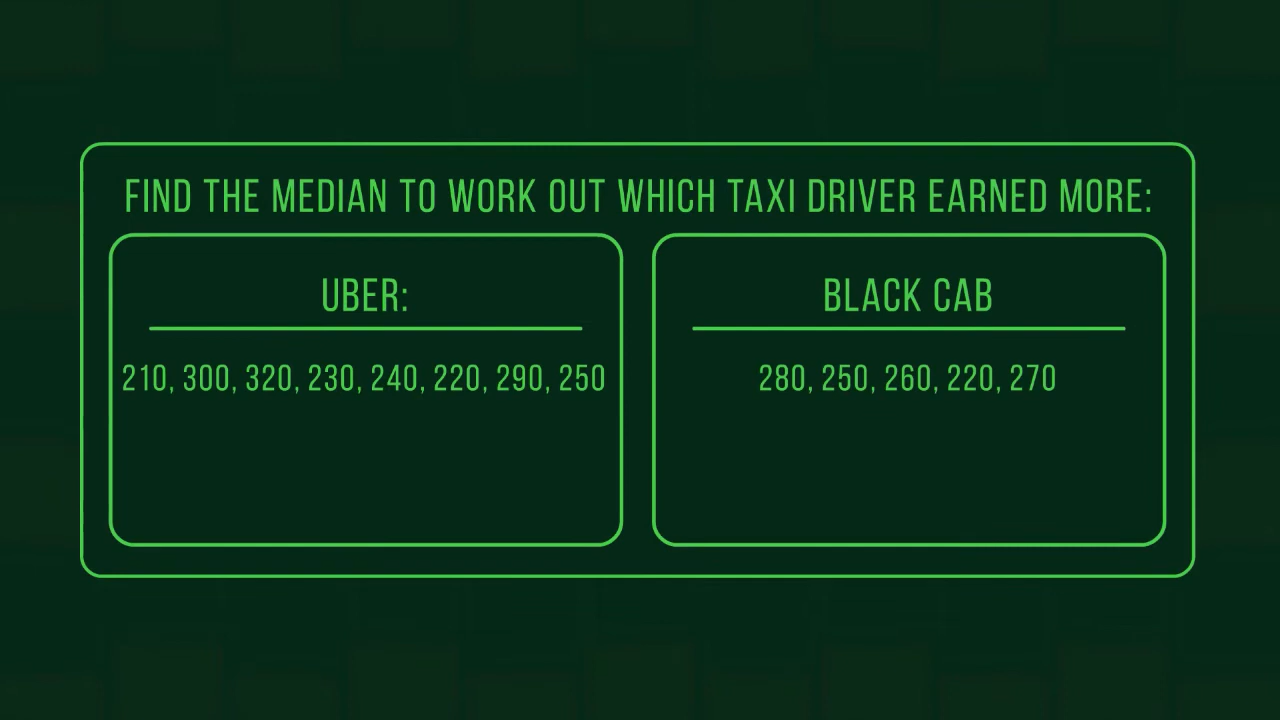 FIND THE MEDIAN TO WORK OUT WHICH TAXI DRIVER EARNED MORE:
UBER:
210, 300, 320, 230, 240, 220, 290, 250
BLACK CAB
280, 250, 260, 220, 270